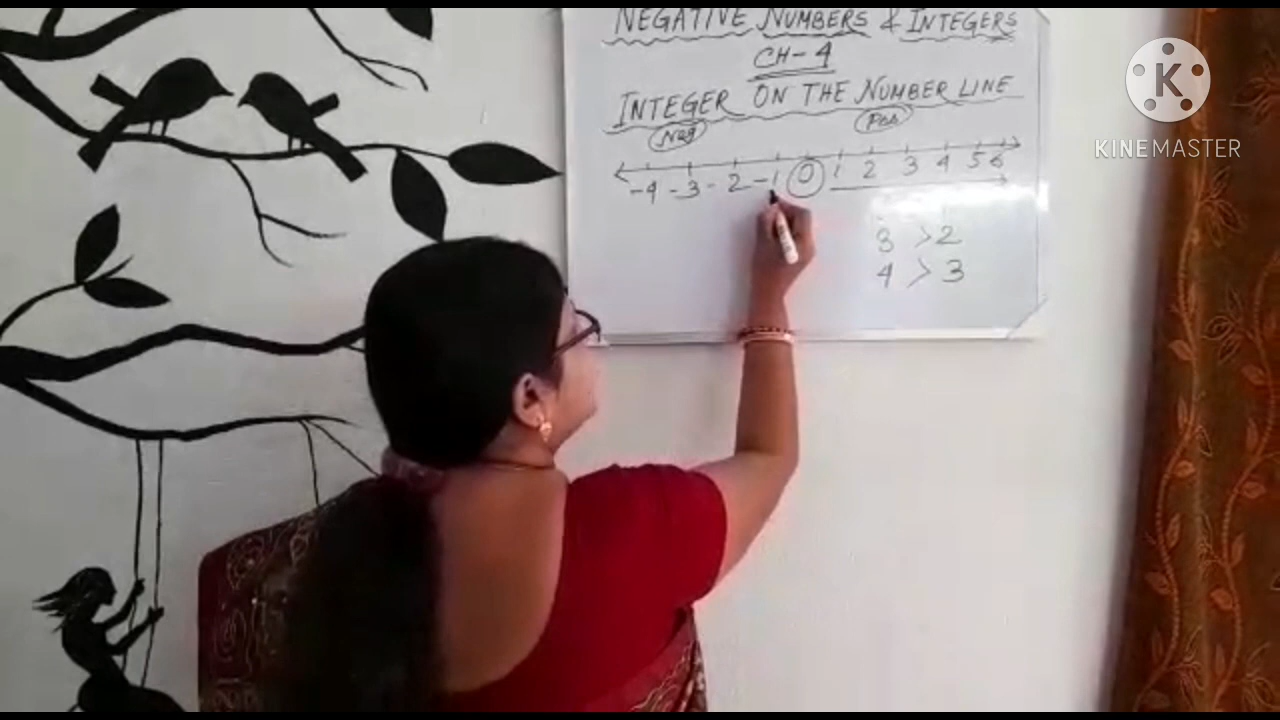 NEGATIVE NUMBERS & INTEGERS
CH-4
INTEGER ON THE NUMBER LINE
Neg Pos
-4 -3 -2 -1 0 1 2 3 4 5 6
3 > 2
4 > 3
K
KINEMASTER